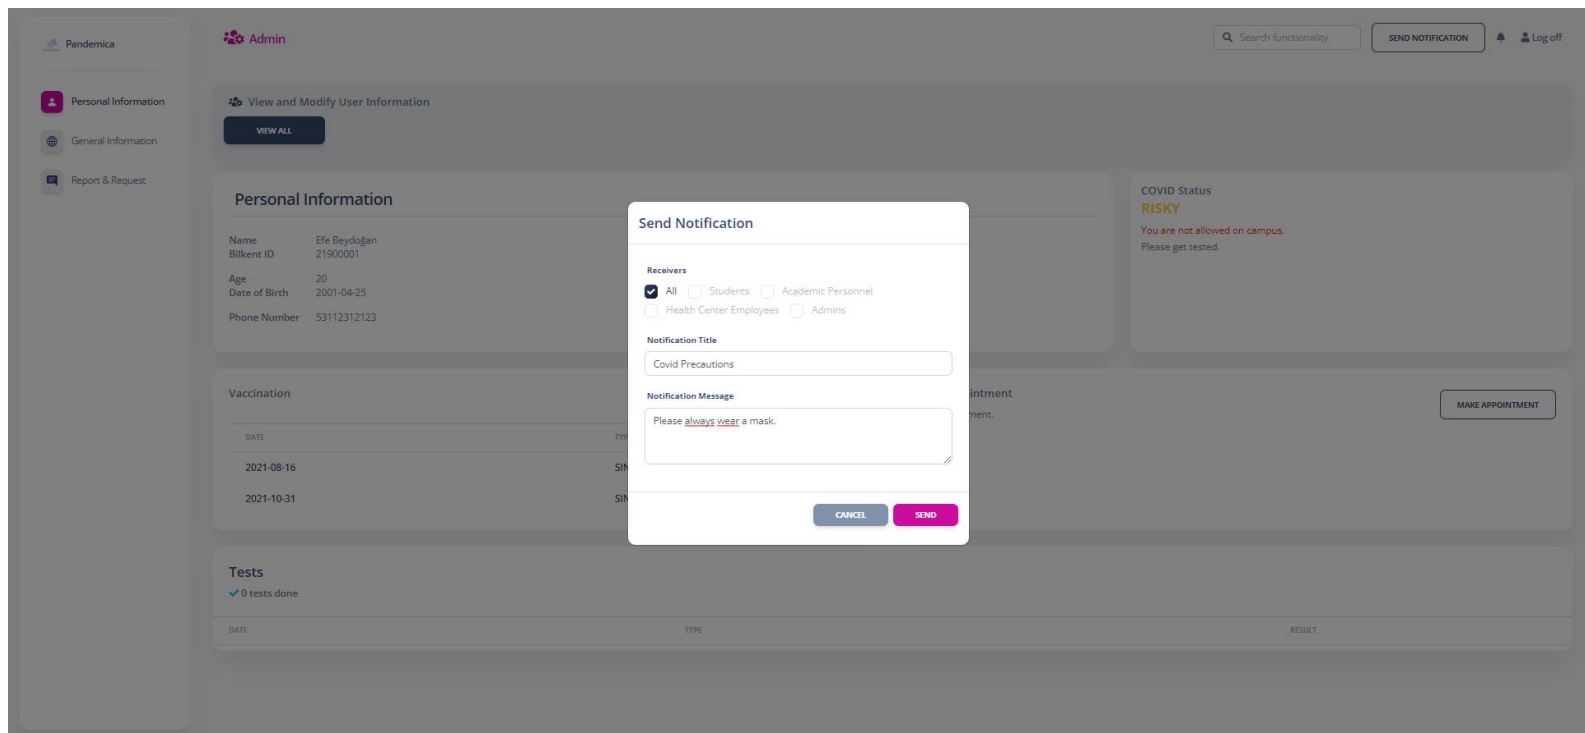 Pandemica
Admin
Search functionality
SEND NOTIFICATION
Log off
Personal Information
General Information
Report & Request
View and Modify User Information
VIEW ALL
Personal Information
Name Efe Beydoğan
Bilkent ID 21900001
Age 20
Date of Birth 2001-04-25
Phone Number 53112312123
COVID Status
RISKY
You are not allowed on campus.
Please get tested.
Send Notification
Receivers
All Students Academic Personnel
Health Center Employees Admins
Notification Title
Covid Precautions
Notification Message
Please always wear a mask.
CANCEL SEND
Vaccination
DATE
2021-08-16
2021-10-31
MAKE APPOINTMENT
Tests
0 tests done
DATE TYPE RESULT